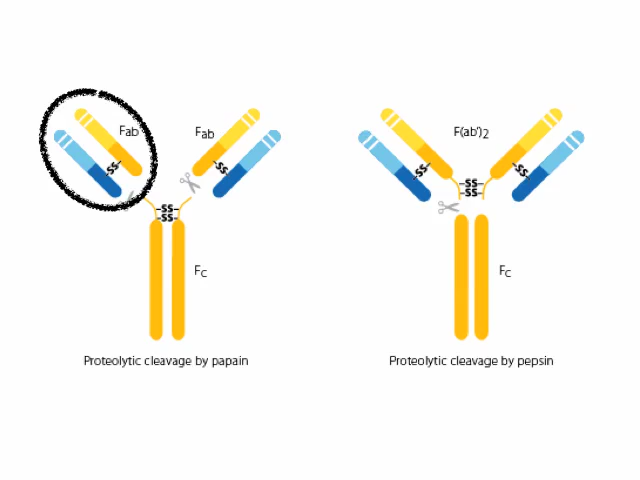 Fab
Fab
F(ab')2
SS
SS
SS
SS
SS
SS
SS
SS
Fc
Fc
Proteolytic cleavage by papain
Proteolytic cleavage by pepsin